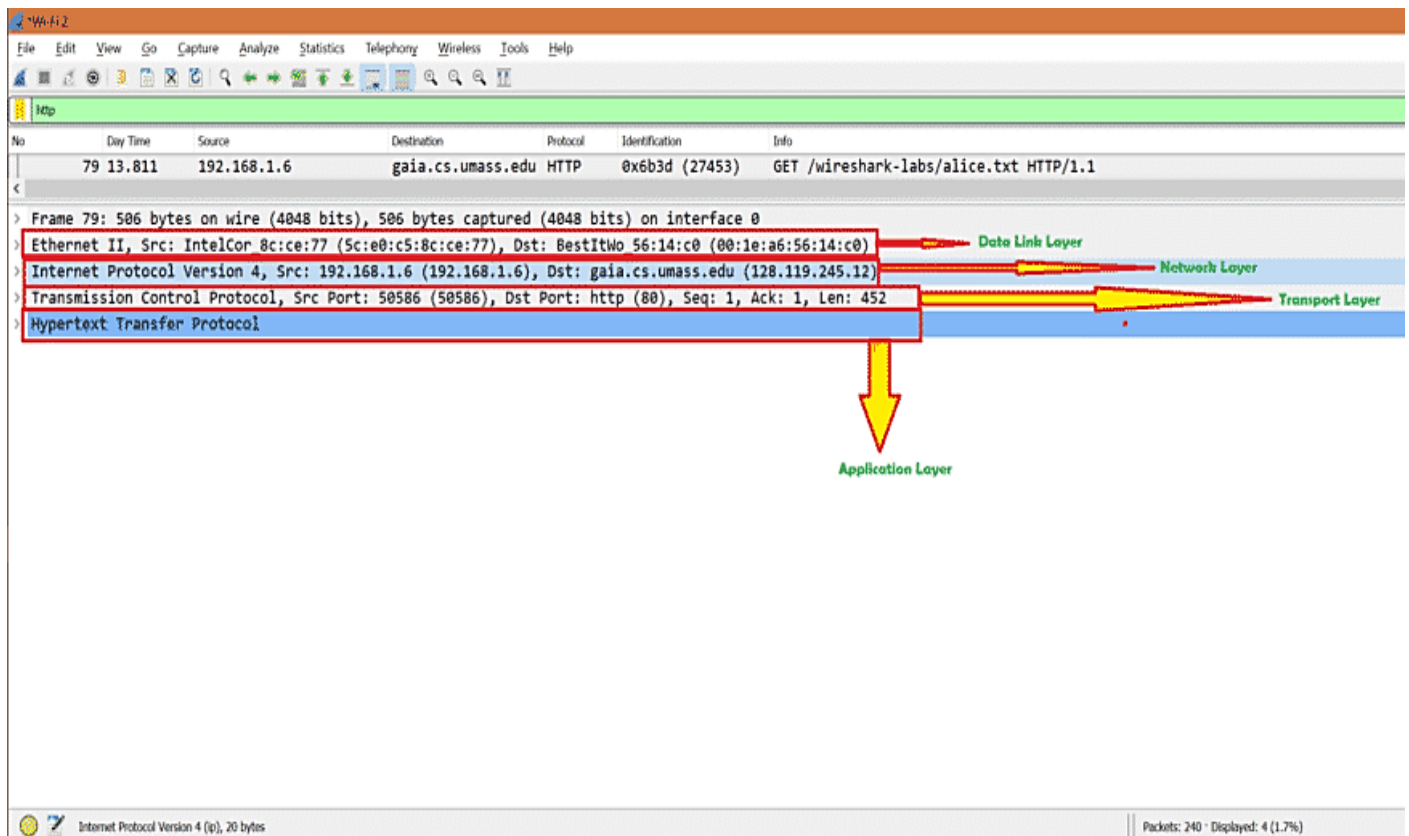 *Wi-Fi 2
File Edit View Go Capture Analyze Statistics Telephony Wireless Tools Help
http
No Day Time Source Destination Protocol Identification Info
79 13.811 192.168.1.6 gaia.cs.umass.edu HTTP 0x6b3d (27453) GET /wireshark-labs/alice.txt HTTP/1.1
Frame 79: 506 bytes on wire (4048 bits), 506 bytes captured (4048 bits) on interface 0
Ethernet II, Src: IntelCor_8c:ce:77 (5c:e0:c5:8c:ce:77), Dst: BestItWo_56:14:c0 (00:1e:a6:56:14:c0) Data Link Layer
Internet Protocol Version 4, Src: 192.168.1.6 (192.168.1.6), Dst: gaia.cs.umass.edu (128.119.245.12) Network Layer
Transmission Control Protocol, Src Port: 50586 (50586), Dst Port: http (80), Seq: 1, Ack: 1, Len: 452 Transport Layer
Hypertext Transfer Protocol
Application Layer
Internet Protocol Version 4 (ip), 20 bytes Packets: 240 · Displayed: 4 (1.7%)